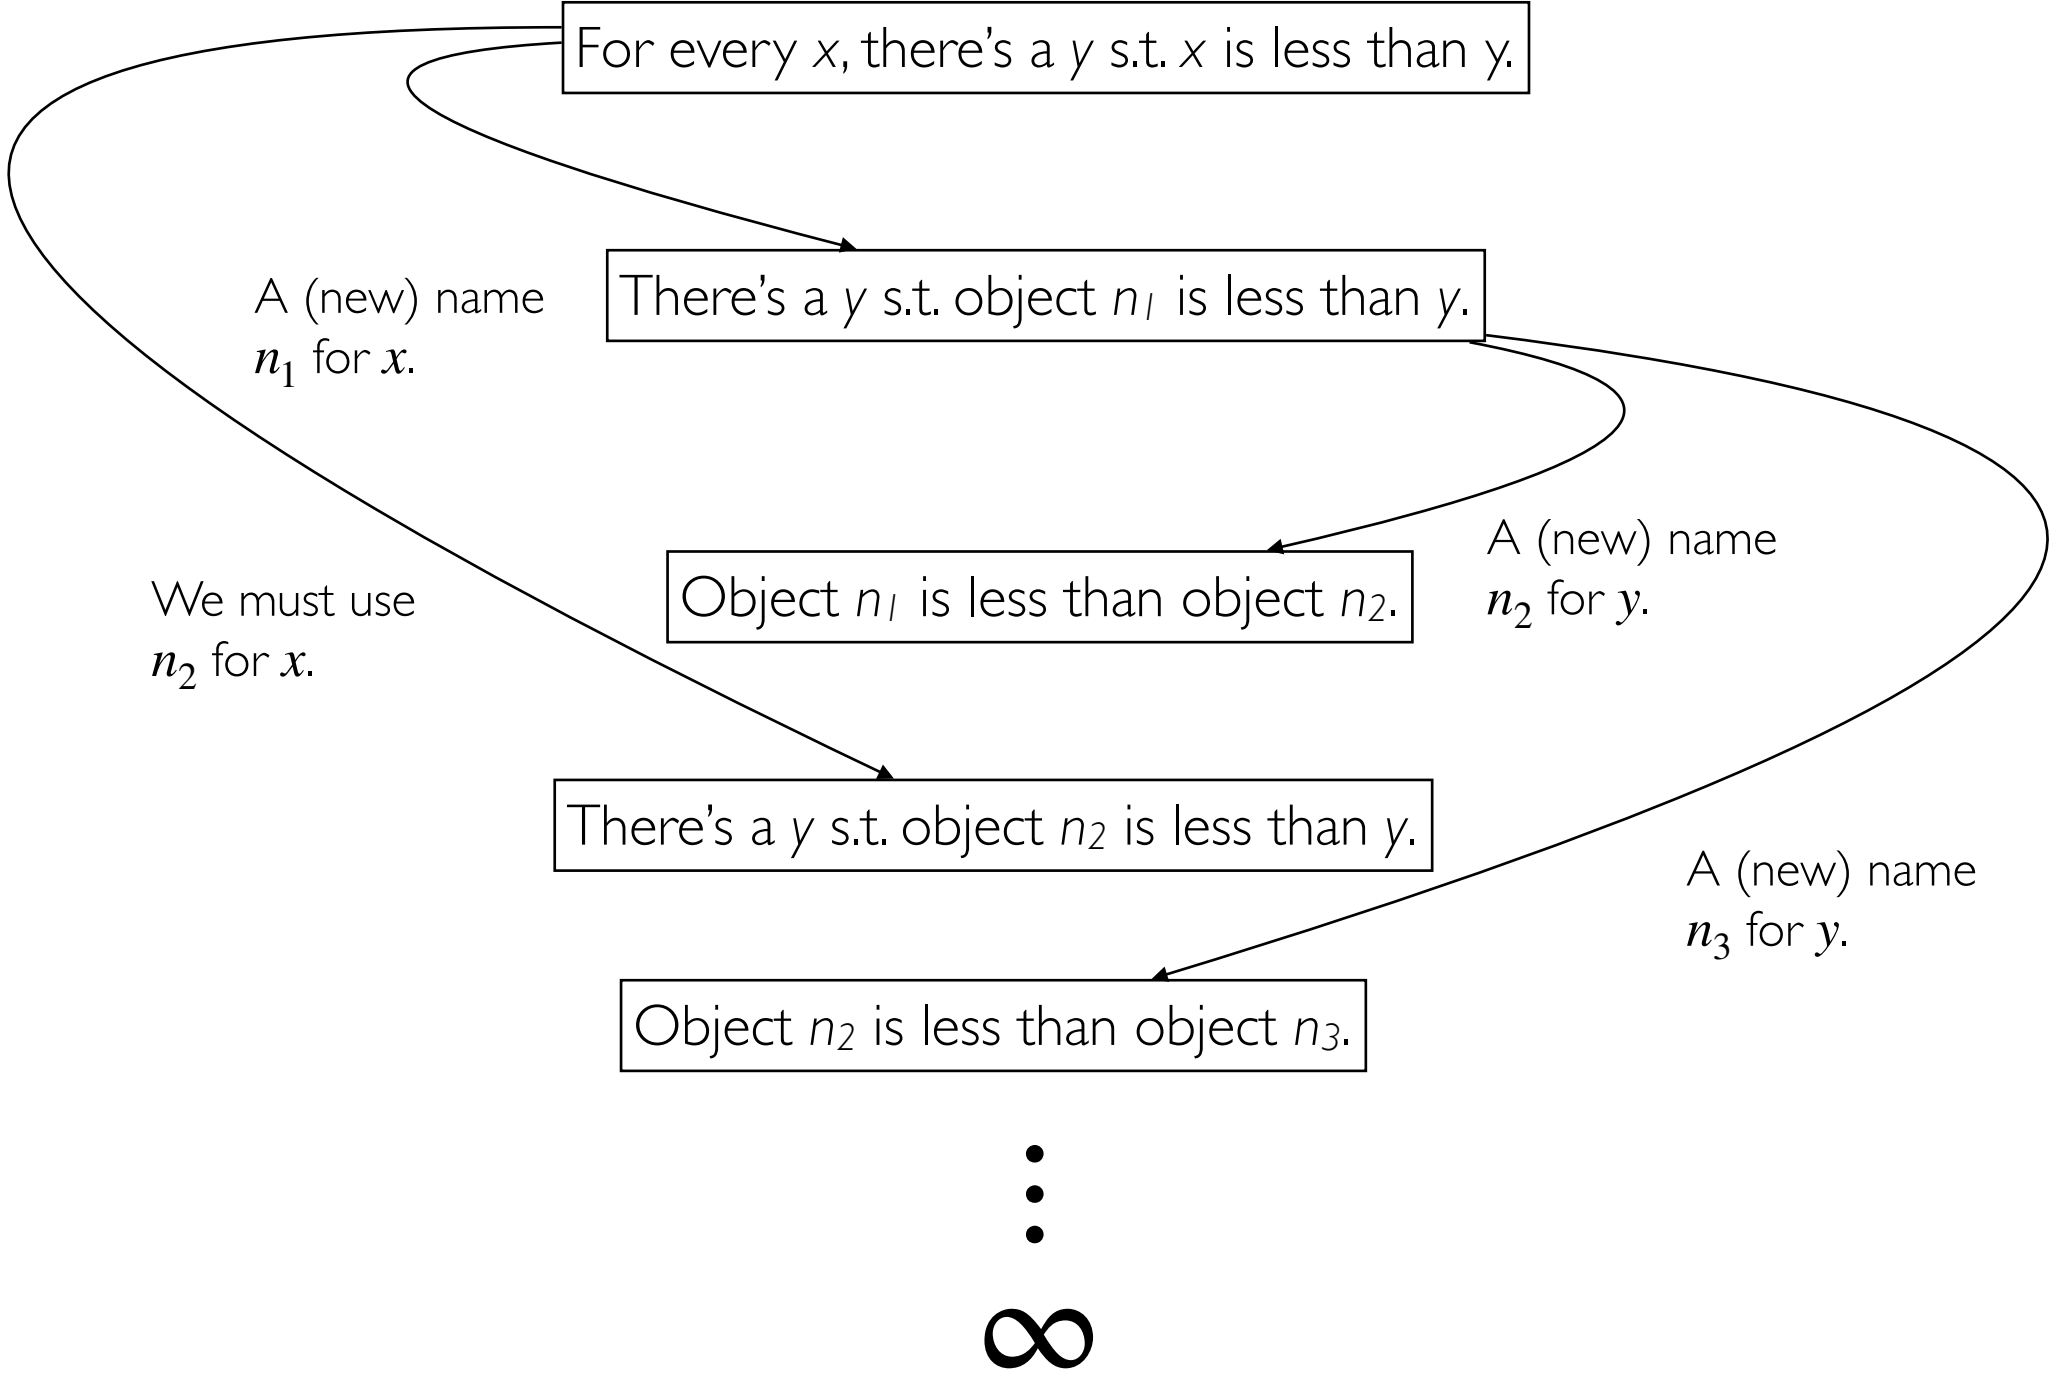 For every x, there's a y s.t. x is less than y.
There's a y s.t. object n₁ is less than y.
A (new) name
n₁ for x.
Object n₁ is less than object n₂.
A (new) name
n₂ for y.
We must use
n₂ for x.
There's a y s.t. object n₂ is less than y.
A (new) name
n₃ for y.
Object n₂ is less than object n₃.
⋮
∞